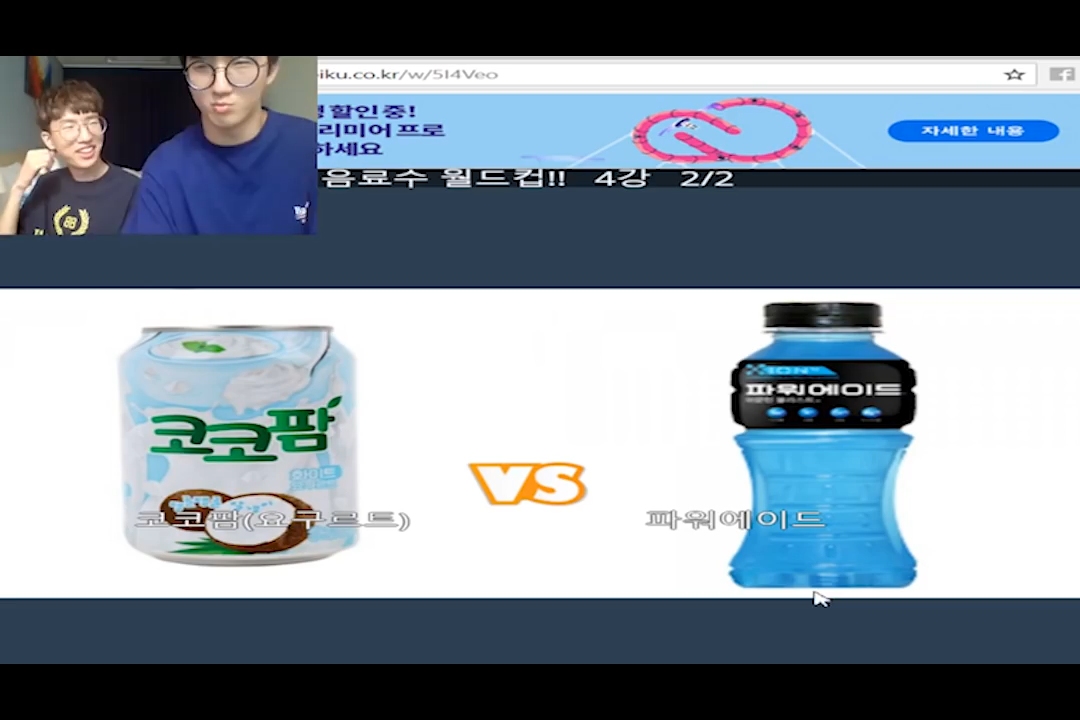 iku.co.kr/w/5I4Veo
할인 중!
리미어 프로
하세요
자세한 내용
음료수 월드컵!! 4강 2/2
코코팜
화이트
ION
파워에이드
VS
코코팜(요구르트)
파워에이드